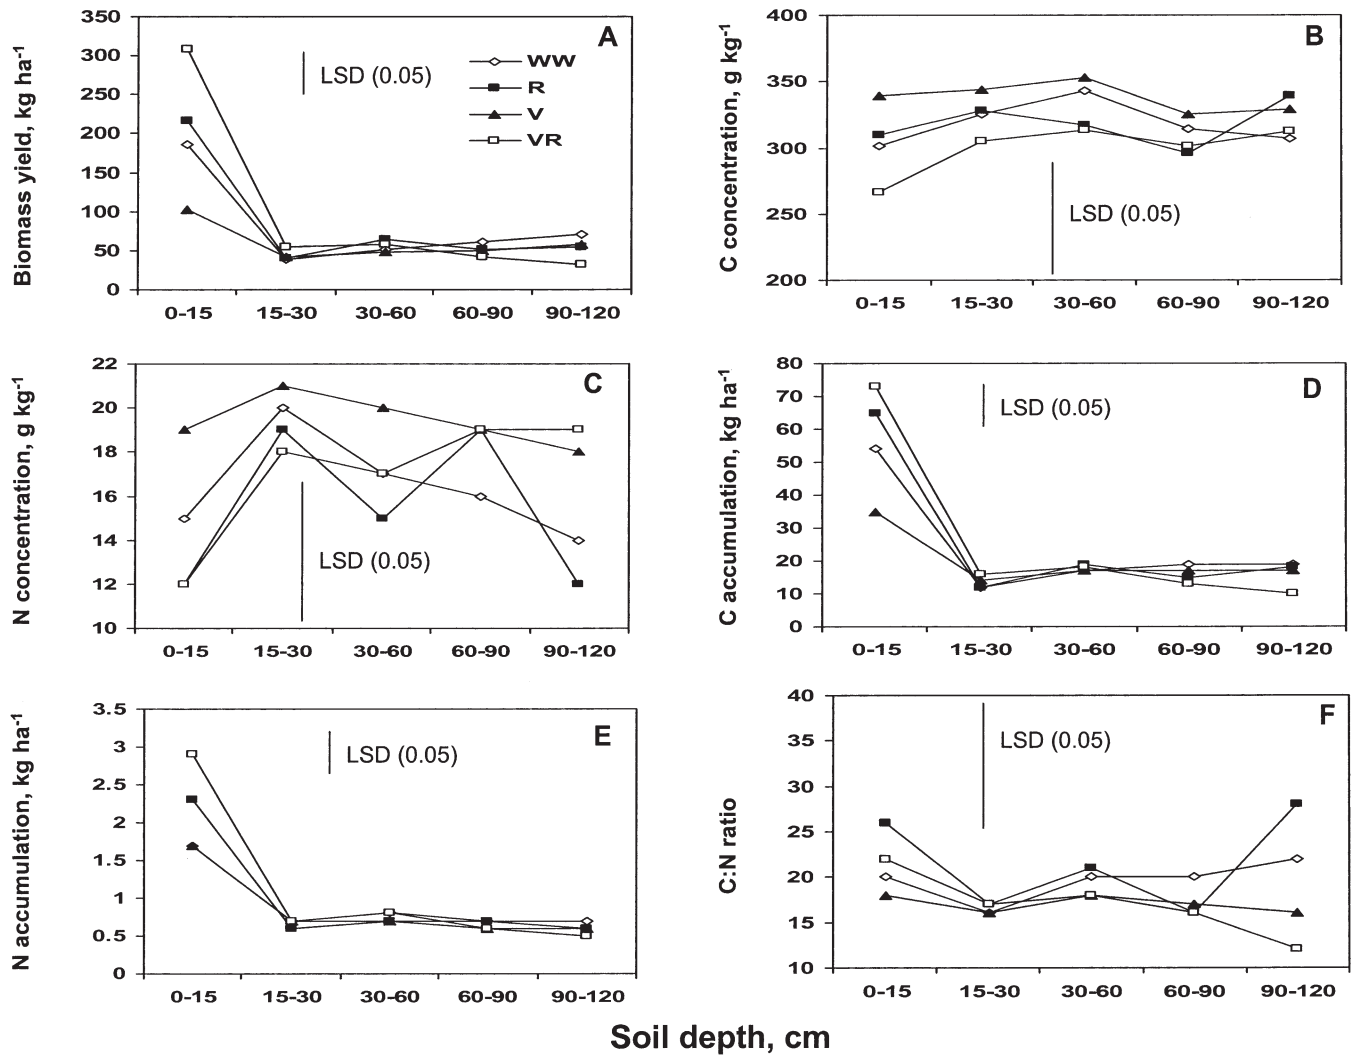 A
Biomass yield, kg ha-1
350
300
250
200
150
100
50
0
LSD (0.05)
WW
R
V
VR
0-15 15-30 30-60 60-90 90-120
B
C concentration, g kg-1
400
350
300
250
200
LSD (0.05)
0-15 15-30 30-60 60-90 90-120
C
N concentration, g kg-1
22
20
18
16
14
12
10
LSD (0.05)
0-15 15-30 30-60 60-90 90-120
D
C accumulation, kg ha-1
80
70
60
50
40
30
20
10
0
LSD (0.05)
0-15 15-30 30-60 60-90 90-120
E
N accumulation, kg ha-1
3.5
3
2.5
2
1.5
1
0.5
0
LSD (0.05)
0-15 15-30 30-60 60-90 90-120
F
C:N ratio
40
35
30
25
20
15
10
LSD (0.05)
0-15 15-30 30-60 60-90 90-120
Soil depth, cm